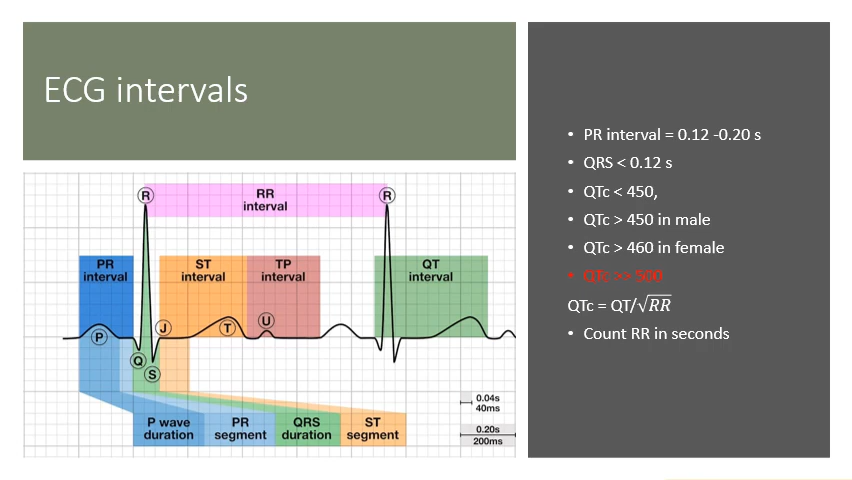 ECG intervals
R
RR
interval
R
PR
interval
ST
interval
TP
interval
QT
interval
P
J
T
U
Q
S
P wave
duration
PR
segment
QRS
duration
ST
segment
0.04s
40ms
0.20s
200ms
• PR interval = 0.12 -0.20 s
• QRS < 0.12 s
• QTc < 450,
• QTc > 450 in male
• QTc > 460 in female
• QTc >> 500
QTc = QT/√RR
• Count RR in seconds